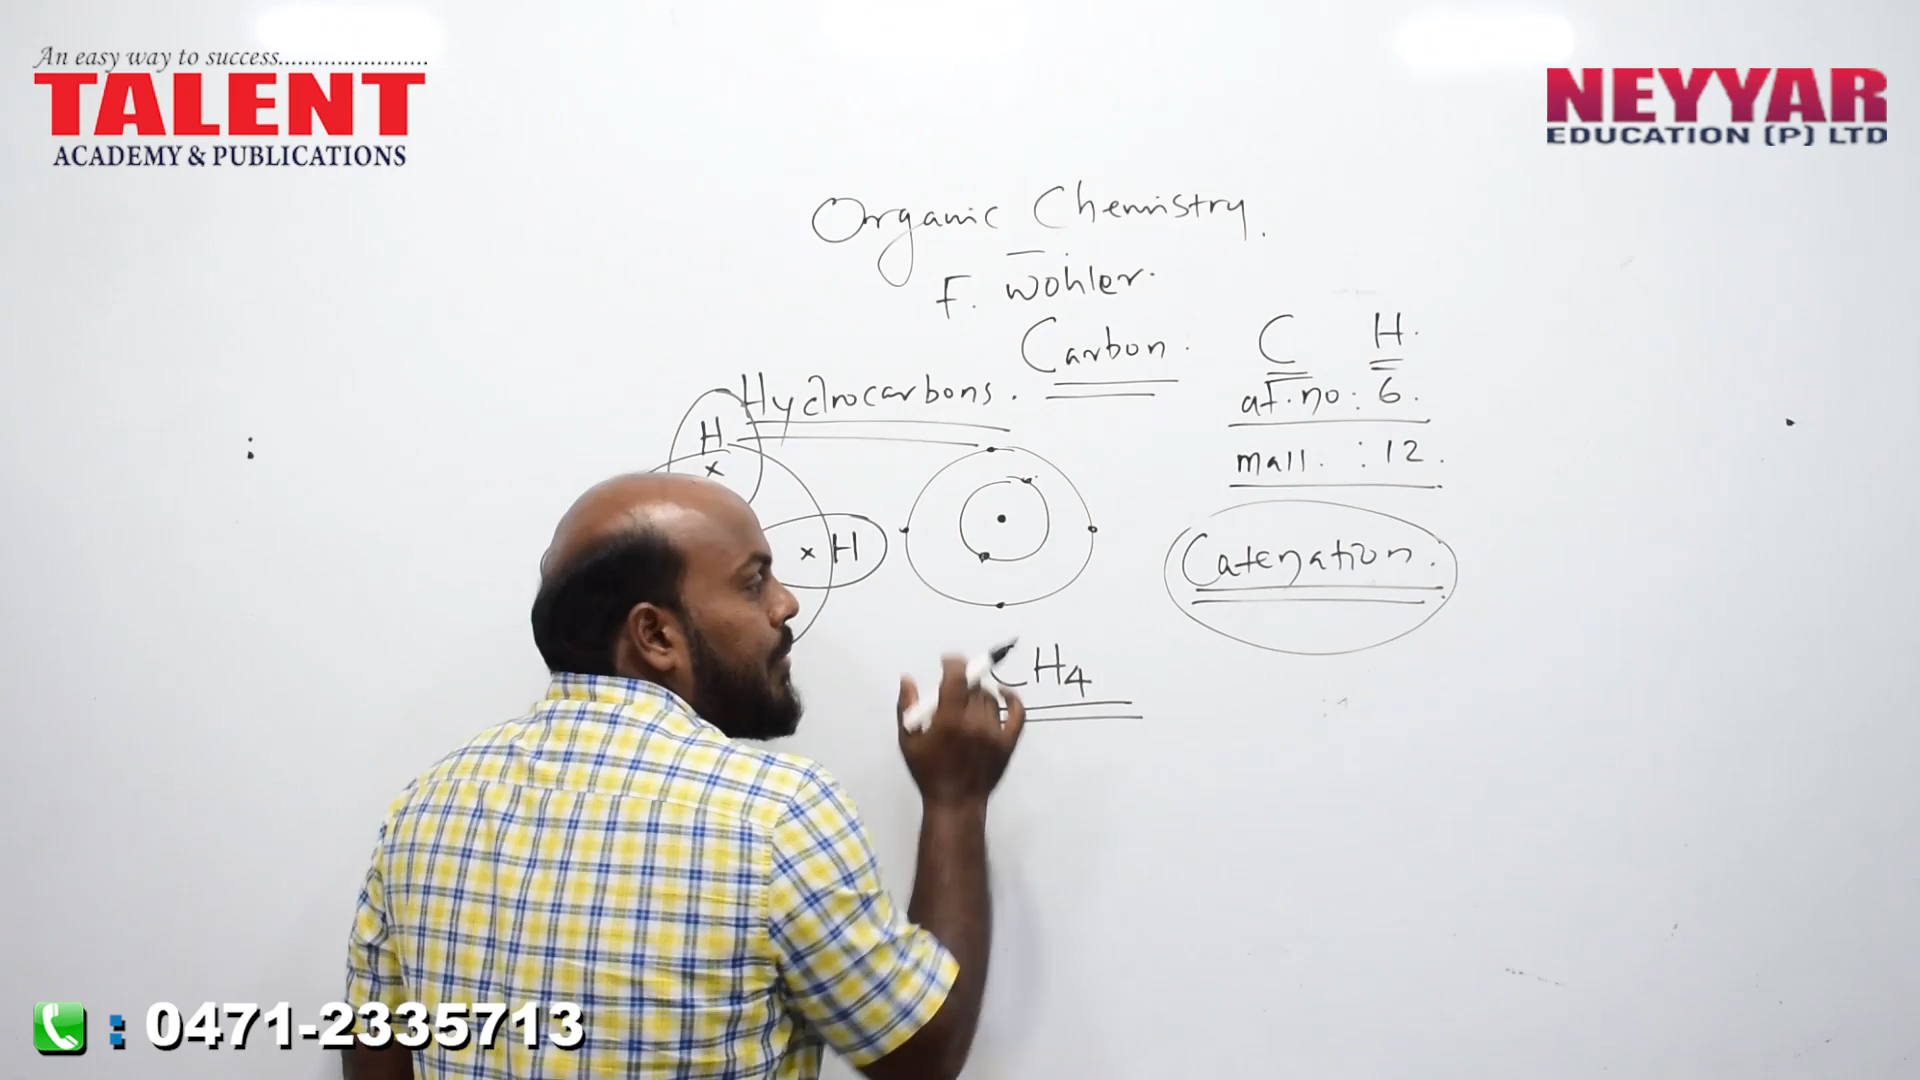 An easy way to success......................
TALENT
ACADEMY & PUBLICATIONS
NEYYAR
EDUCATION (P) LTD
Organic Chemistry.
F. Wohler.
Carbon.
C H.
at.no : 6.
Hydrocarbons.
mass. : 12.
H
x
x H
Catenation.
CH4
: 0471-2335713